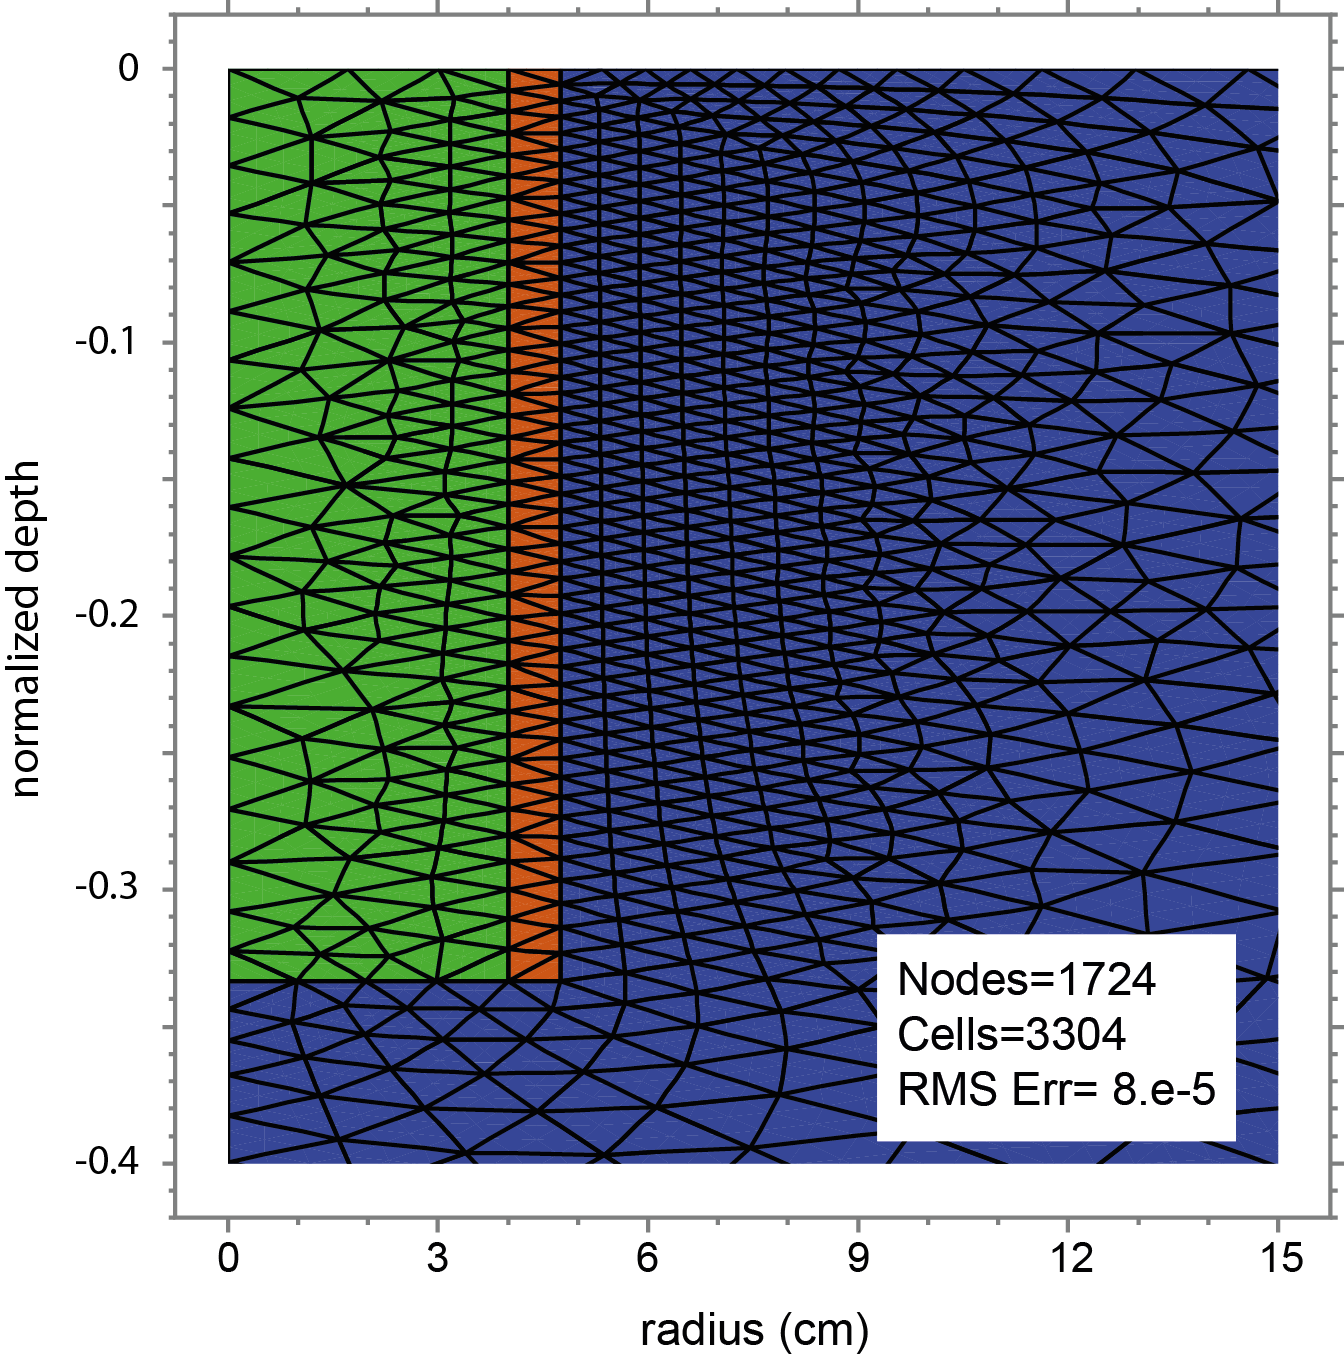 0
-0.1
-0.2
-0.3
-0.4
normalized depth
Nodes=1724
Cells=3304
RMS Err= 8.e-5
0 3 6 9 12 15
radius (cm)